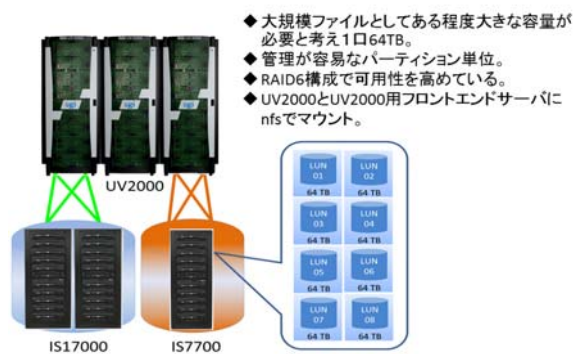 ◆大規模ファイルとしてある程度大きな容量が
必要と考え1口64TB。
◆管理が容易なパーティション単位。
◆RAID6構成で可用性を高めている。
◆UV2000とUV2000用フロントエンドサーバに
nfsでマウント。
UV2000
LUN
01
64 TB
LUN
02
64 TB
LUN
03
64 TB
LUN
04
64 TB
LUN
05
64 TB
LUN
06
64 TB
LUN
07
64 TB
LUN
08
64 TB
IS17000
IS7700